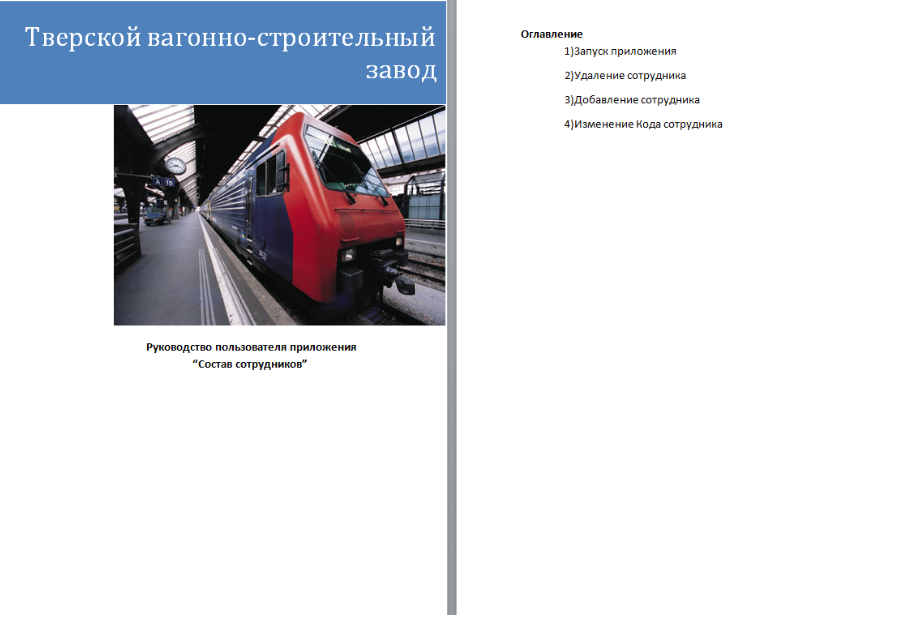 Тверской вагонно-строительный
завод
A 15
Руководство пользователя приложения
“Состав сотрудников”
Оглавление
1)Запуск приложения
2)Удаление сотрудника
3)Добавление сотрудника
4)Изменение Кода сотрудника